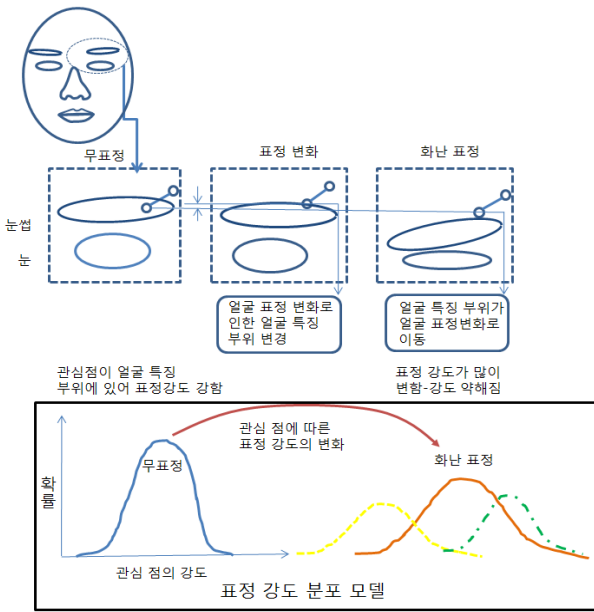 무표정
표정 변화
화난 표정
눈썹
눈
얼굴 표정 변화로
인한 얼굴 특징
부위 변경
얼굴 특징 부위가
얼굴 표정변화로
이동
관심점이 얼굴 특징
부위에 있어 표정강도 강함
표정 강도가 많이
변함-강도 약해짐
관심 점에 따른
표정 강도의 변화
무표정
화난 표정
확률
관심 점의 강도
표정 강도 분포 모델